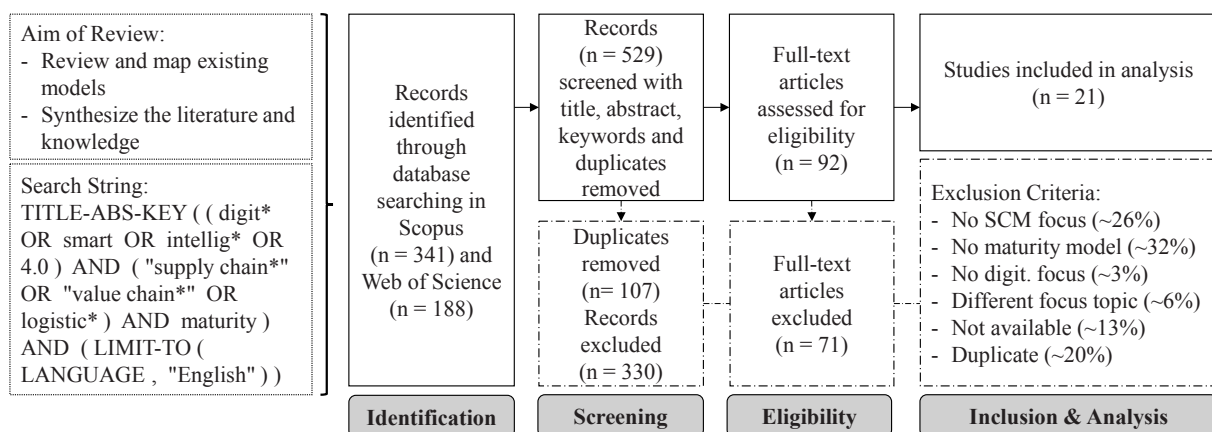 Aim of Review:
- Review and map existing
models
- Synthesize the literature and
knowledge
Search String:
TITLE-ABS-KEY ( ( digit*
OR smart OR intellig* OR
4.0 ) AND ( "supply chain*"
OR "value chain*" OR
logistic* ) AND maturity )
AND ( LIMIT-TO (
LANGUAGE , "English" ) )
Records
identified
through
database
searching in
Scopus
(n = 341) and
Web of Science
(n = 188)
Identification
Records
(n = 529)
screened with
title, abstract,
keywords and
duplicates
removed
Duplicates
removed
(n= 107)
Records
excluded
(n = 330)
Screening
Full-text
articles
assessed for
eligibility
(n = 92)
Full-text
articles
excluded
(n = 71)
Eligibility
Studies included in analysis
(n = 21)
Exclusion Criteria:
- No SCM focus (~26%)
- No maturity model (~32%)
- No digit. focus (~3%)
- Different focus topic (~6%)
- Not available (~13%)
- Duplicate (~20%)
Inclusion & Analysis